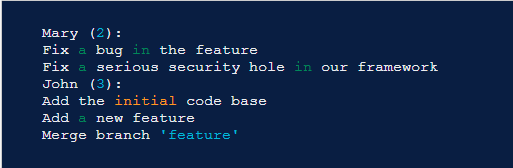 Mary (2):
Fix a bug in the feature
Fix a serious security hole in our framework
John (3):
Add the initial code base
Add a new feature
Merge branch 'feature'